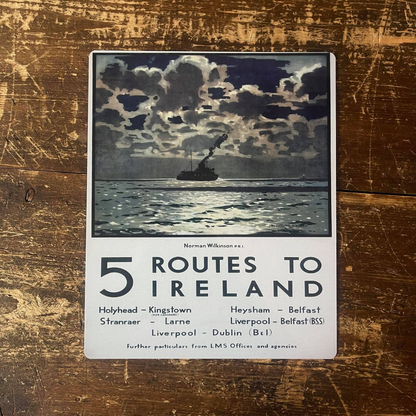 Norman Wilkinson P.R.I.
5 ROUTES TO
IRELAND
Holyhead – Kingstown Heysham – Belfast
Stranraer – Larne Liverpool – Belfast (BSS)
Liverpool – Dublin (B&I)
Further particulars from LMS Offices and agencies